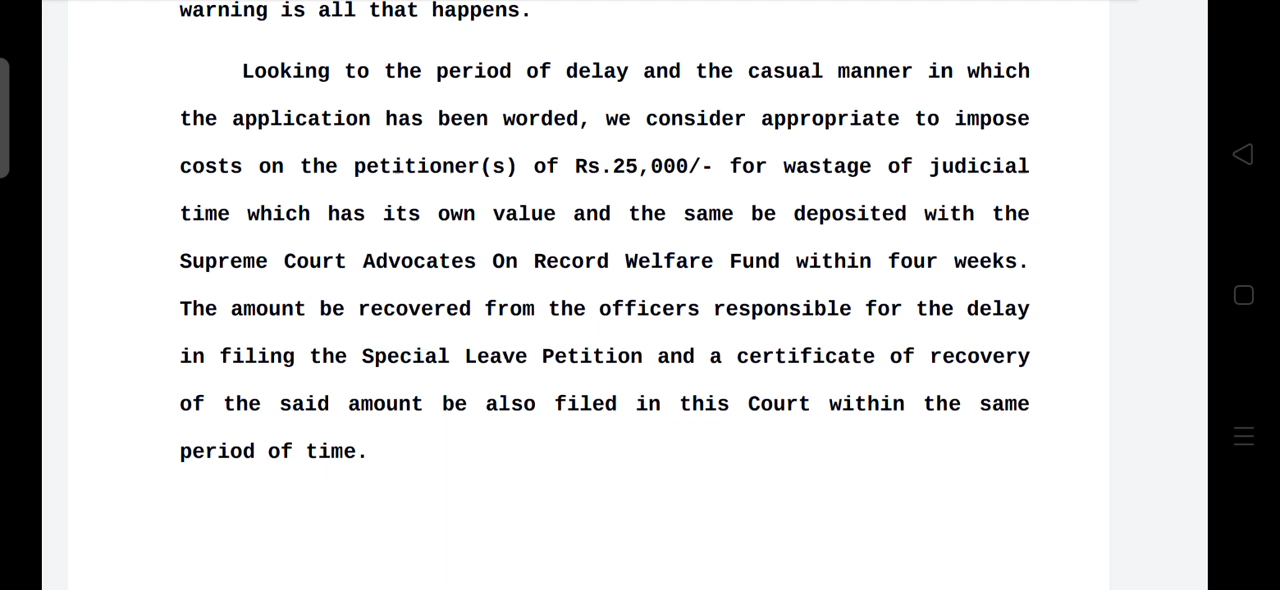 warning is all that happens.
Looking to the period of delay and the casual manner in which
the application has been worded, we consider appropriate to impose
costs on the petitioner(s) of Rs.25,000/- for wastage of judicial
time which has its own value and the same be deposited with the
Supreme Court Advocates On Record Welfare Fund within four weeks.
The amount be recovered from the officers responsible for the delay
in filing the Special Leave Petition and a certificate of recovery
of the said amount be also filed in this Court within the same
period of time.